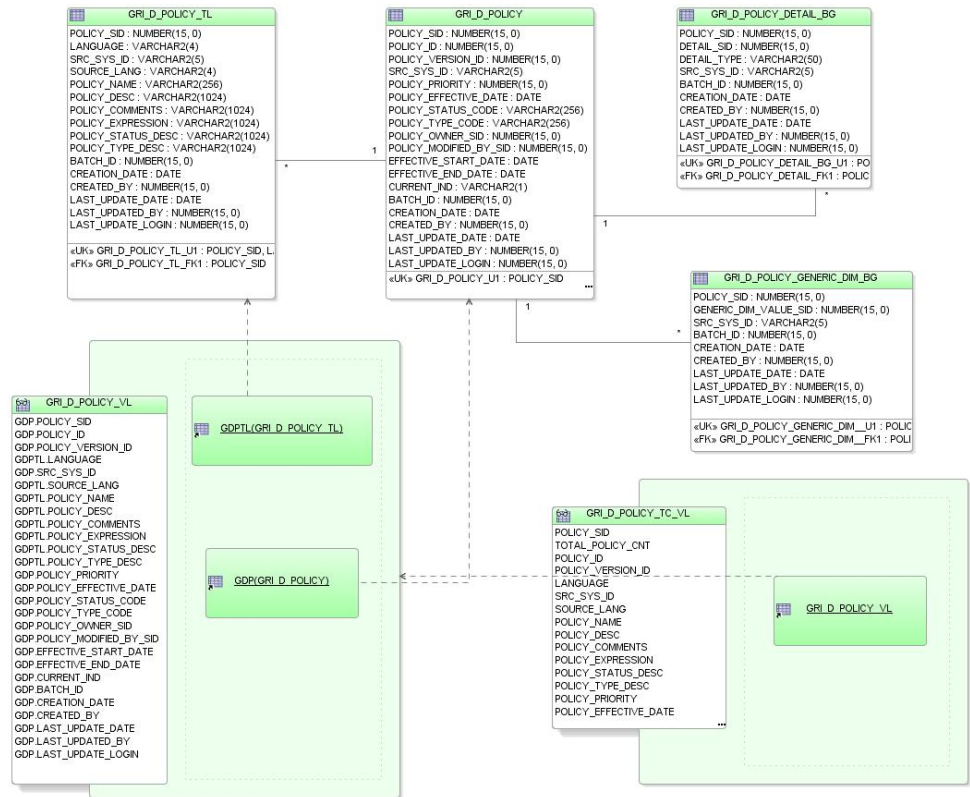 GRI_D_POLICY_TL
POLICY_SID : NUMBER(15, 0)
LANGUAGE : VARCHAR2(4)
SRC_SYS_ID : VARCHAR2(5)
SOURCE_LANG : VARCHAR2(4)
POLICY_NAME : VARCHAR2(256)
POLICY_DESC : VARCHAR2(1024)
POLICY_COMMENTS : VARCHAR2(1024)
POLICY_EXPRESSION : VARCHAR2(1024)
POLICY_STATUS_DESC : VARCHAR2(1024)
POLICY_TYPE_DESC : VARCHAR2(1024)
BATCH_ID : NUMBER(15, 0)
CREATION_DATE : DATE
CREATED_BY : NUMBER(15, 0)
LAST_UPDATE_DATE : DATE
LAST_UPDATED_BY : NUMBER(15, 0)
LAST_UPDATE_LOGIN : NUMBER(15, 0)
«UK» GRI_D_POLICY_TL_U1 : POLICY_SID, L.
«FK» GRI_D_POLICY_TL_FK1 : POLICY_SID
*
1
GRI_D_POLICY
POLICY_SID : NUMBER(15, 0)
POLICY_ID : NUMBER(15, 0)
POLICY_VERSION_ID : NUMBER(15, 0)
SRC_SYS_ID : VARCHAR2(5)
POLICY_PRIORITY : NUMBER(15, 0)
POLICY_EFFECTIVE_DATE : DATE
POLICY_STATUS_CODE : VARCHAR2(256)
POLICY_TYPE_CODE : VARCHAR2(256)
POLICY_OWNER_SID : NUMBER(15, 0)
POLICY_MODIFIED_BY_SID : NUMBER(15, 0)
EFFECTIVE_START_DATE : DATE
EFFECTIVE_END_DATE : DATE
CURRENT_IND : VARCHAR2(1)
BATCH_ID : NUMBER(15, 0)
CREATION_DATE : DATE
CREATED_BY : NUMBER(15, 0)
LAST_UPDATE_DATE : DATE
LAST_UPDATED_BY : NUMBER(15, 0)
LAST_UPDATE_LOGIN : NUMBER(15, 0)
«UK» GRI_D_POLICY_U1 : POLICY_SID
...
GRI_D_POLICY_DETAIL_BG
POLICY_SID : NUMBER(15, 0)
DETAIL_SID : NUMBER(15, 0)
DETAIL_TYPE : VARCHAR2(50)
SRC_SYS_ID : VARCHAR2(5)
BATCH_ID : NUMBER(15, 0)
CREATION_DATE : DATE
CREATED_BY : NUMBER(15, 0)
LAST_UPDATE_DATE : DATE
LAST_UPDATED_BY : NUMBER(15, 0)
LAST_UPDATE_LOGIN : NUMBER(15, 0)
«UK» GRI_D_POLICY_DETAIL_BG_U1 : PO
«FK» GRI_D_POLICY_DETAIL_FK1 : POLIC
*
1
GRI_D_POLICY_GENERIC_DIM_BG
POLICY_SID : NUMBER(15, 0)
GENERIC_DIM_VALUE_SID : NUMBER(15, 0)
SRC_SYS_ID : VARCHAR2(5)
BATCH_ID : NUMBER(15, 0)
CREATION_DATE : DATE
CREATED_BY : NUMBER(15, 0)
LAST_UPDATE_DATE : DATE
LAST_UPDATED_BY : NUMBER(15, 0)
LAST_UPDATE_LOGIN : NUMBER(15, 0)
«UK» GRI_D_POLICY_GENERIC_DIM__U1 : POLIC
«FK» GRI_D_POLICY_GENERIC_DIM__FK1 : POLI
1
*
GRI_D_POLICY_VL
GDP.POLICY_SID
GDP.POLICY_ID
GDP.POLICY_VERSION_ID
GDPTL.LANGUAGE
GDP.SRC_SYS_ID
GDPTL.SOURCE_LANG
GDPTL.POLICY_NAME
GDPTL.POLICY_DESC
GDPTL.POLICY_COMMENTS
GDPTL.POLICY_EXPRESSION
GDPTL.POLICY_STATUS_DESC
GDPTL.POLICY_TYPE_DESC
GDP.POLICY_PRIORITY
GDP.POLICY_EFFECTIVE_DATE
GDP.POLICY_STATUS_CODE
GDP.POLICY_TYPE_CODE
GDP.POLICY_OWNER_SID
GDP.POLICY_MODIFIED_BY_SID
GDP.EFFECTIVE_START_DATE
GDP.EFFECTIVE_END_DATE
GDP.CURRENT_IND
GDP.BATCH_ID
GDP.CREATION_DATE
GDP.CREATED_BY
GDP.LAST_UPDATE_DATE
GDP.LAST_UPDATED_BY
GDP.LAST_UPDATE_LOGIN
GDPTL(GRI_D_POLICY_TL)
GDP(GRI_D_POLICY)
GRI_D_POLICY_TC_VL
POLICY_SID
TOTAL_POLICY_CNT
POLICY_ID
POLICY_VERSION_ID
LANGUAGE
SRC_SYS_ID
SOURCE_LANG
POLICY_NAME
POLICY_DESC
POLICY_COMMENTS
POLICY_EXPRESSION
POLICY_STATUS_DESC
POLICY_TYPE_DESC
POLICY_PRIORITY
POLICY_EFFECTIVE_DATE
...
GRI_D_POLICY_VL